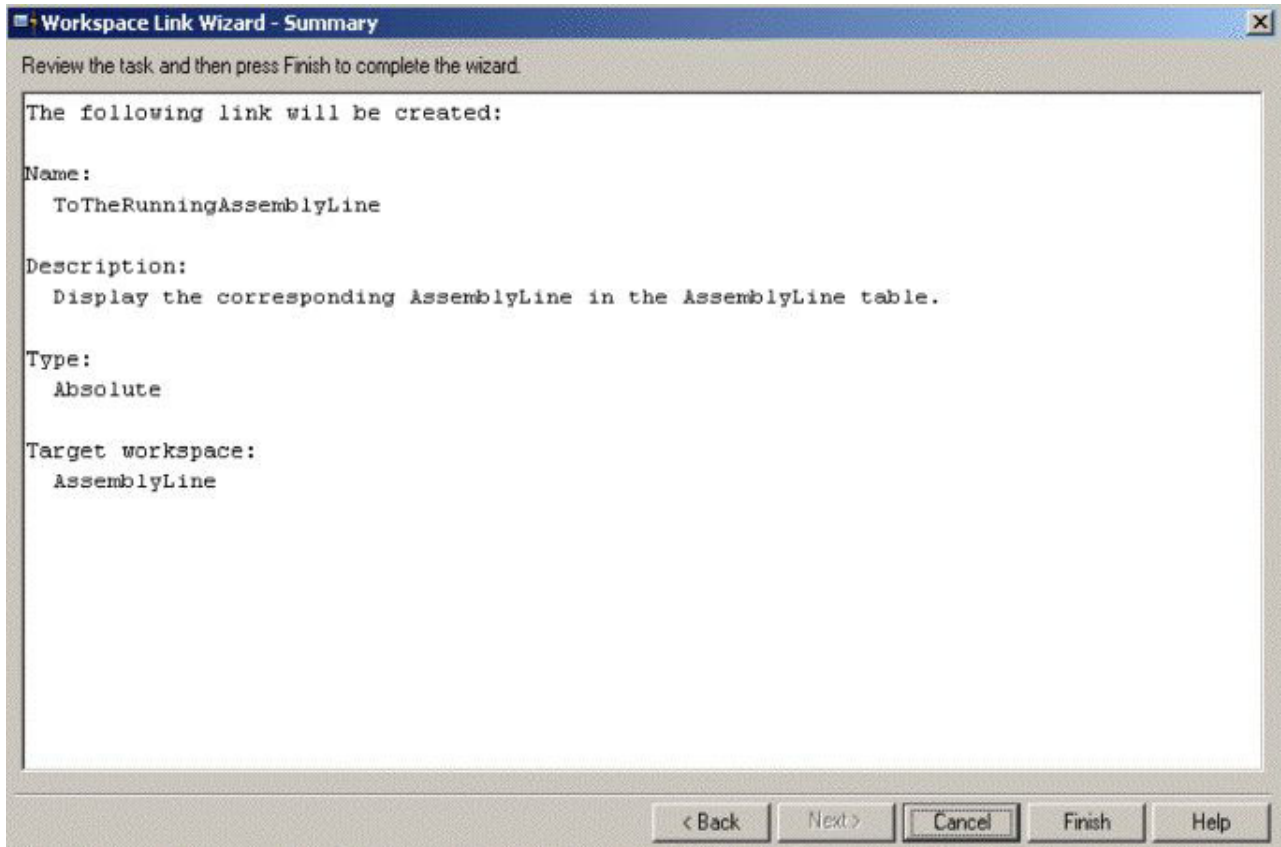 Workspace Link Wizard - Summary
Review the task and then press Finish to complete the wizard.
The following link will be created:
Name:
ToTheRunningAssemblyLine
Description:
Display the corresponding AssemblyLine in the AssemblyLine table.
Type:
Absolute
Target workspace:
AssemblyLine
< Back Next > Cancel Finish Help